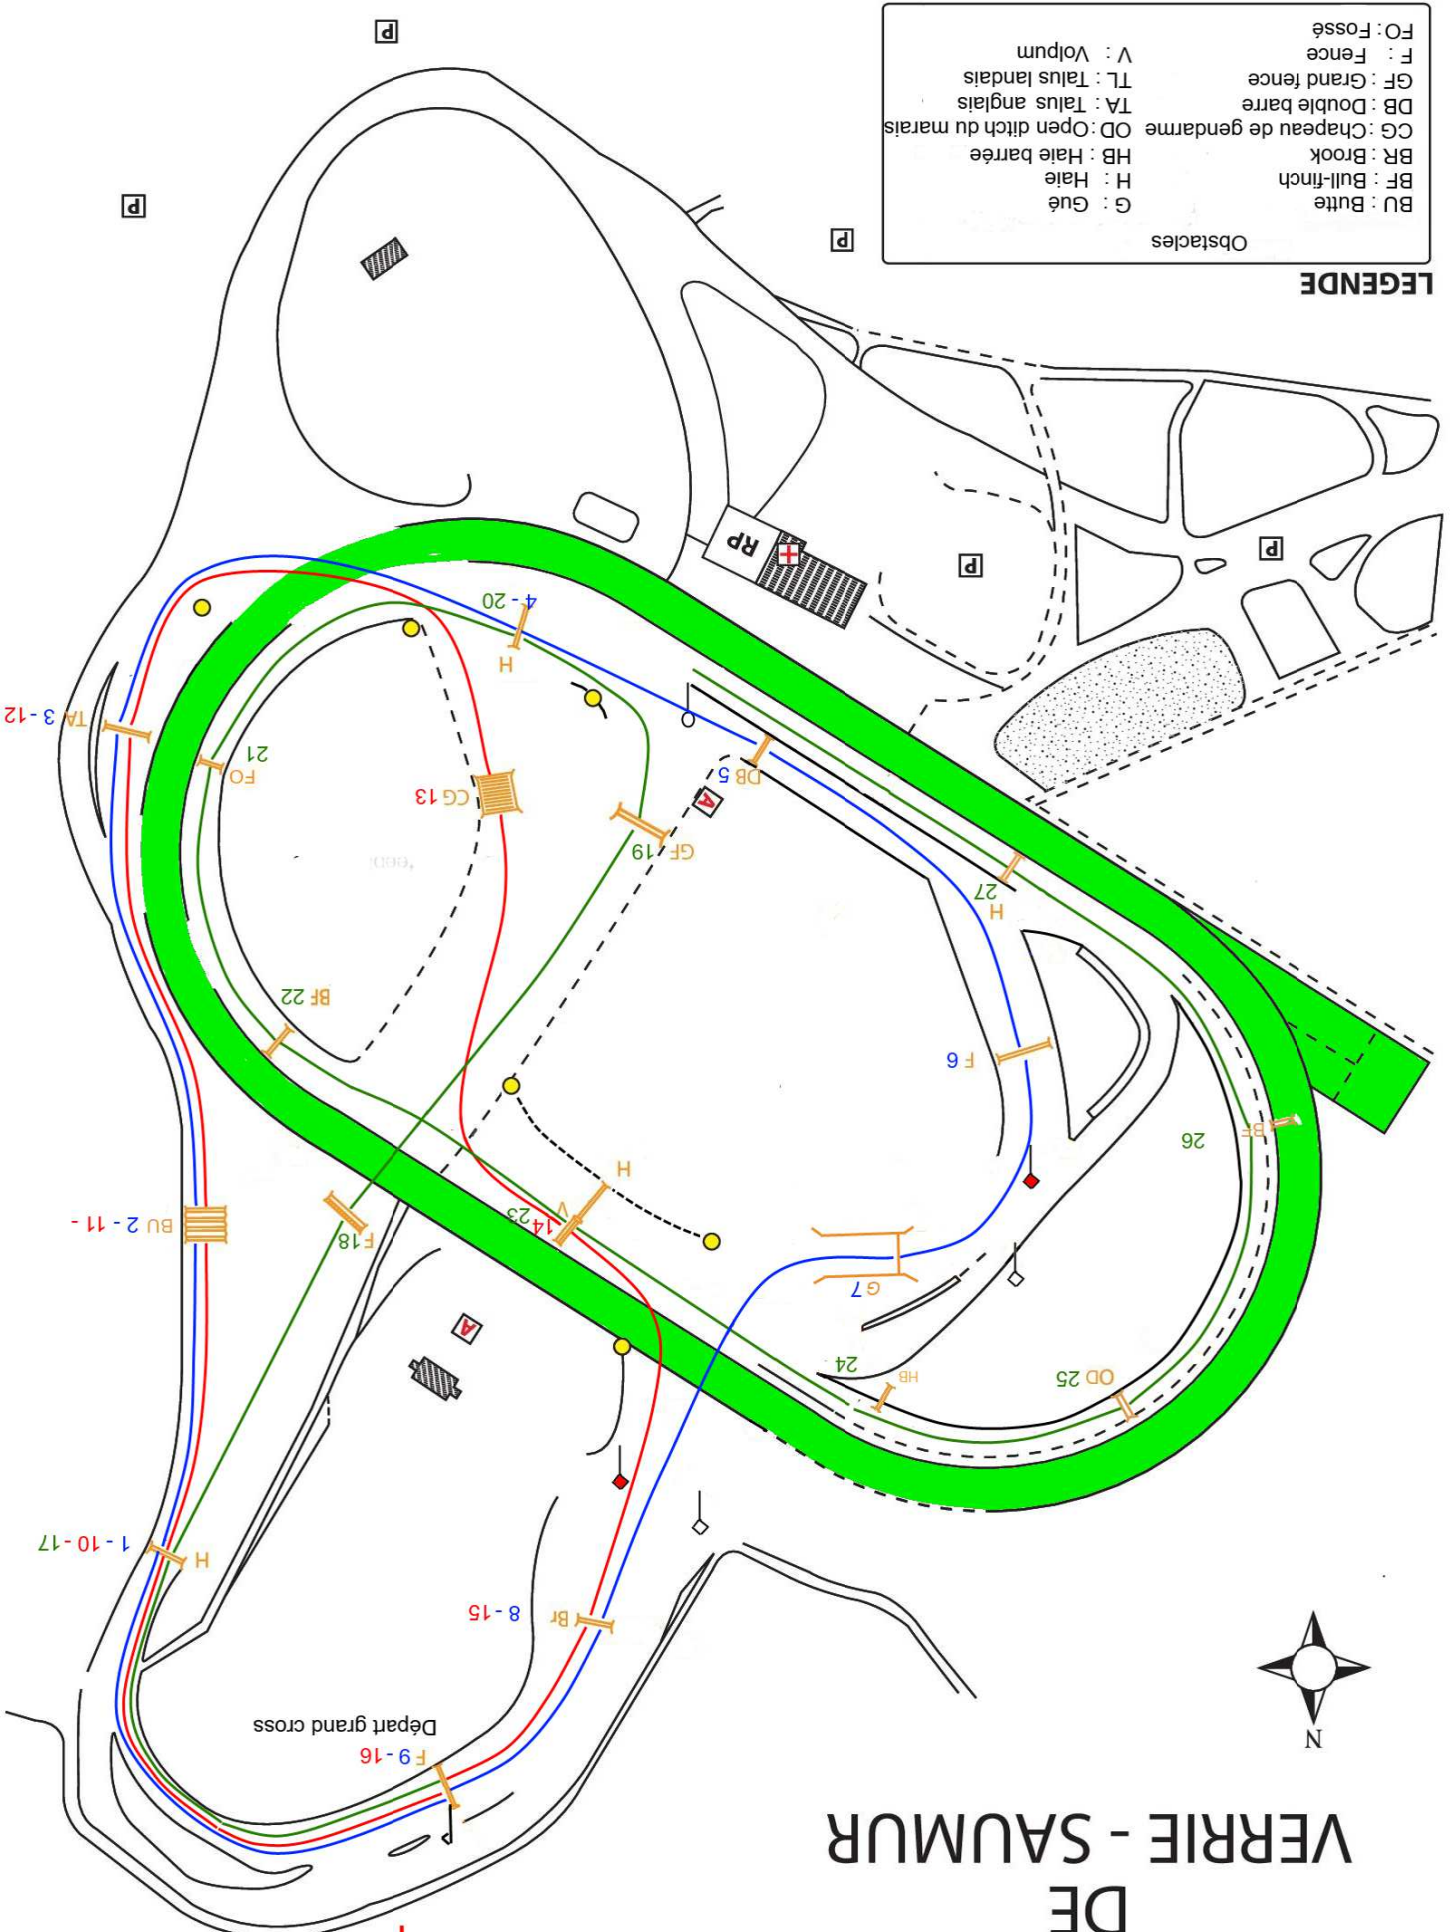 DE
VERRIE - SAUMUR
N
F 9 - 16
Départ grand cross
Br 8 - 15
H 1 - 10 - 17
OD 25
HB
24
A
G 7
F18
BU 2 - 11 -
V
14
23
H
BF
26
F 6
BF 22
H
27
GF
19
A
CG 13
DB 5
FO
21
TA 3 - 12
H
4 - 20
P
P
RP
LEGENDE
Obstacles
BU : Butte
BF : Bull-finch
BR : Brook
CG : Chapeau de gendarme
DB : Double barre
GF : Grand fence
F : Fence
FO : Fossé
G : Gué
H : Haie
HB : Haie barrée
OD : Open ditch du marais
TA : Talus anglais
TL : Talus landais
V : Volpum
P
P
P